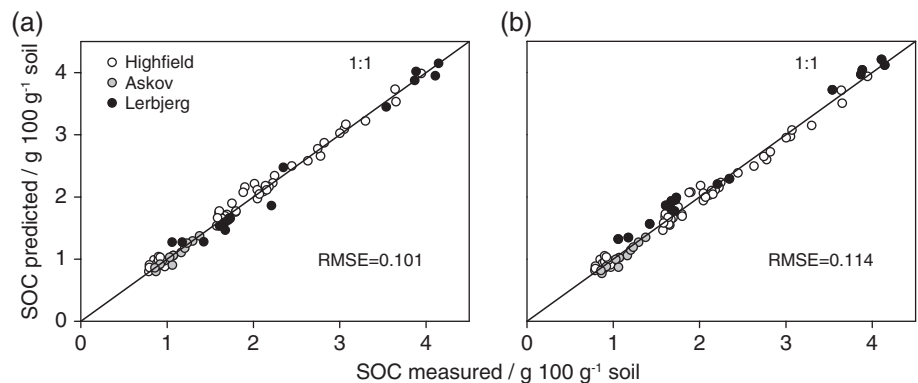 (a)
(b)
SOC predicted / g 100 g⁻¹ soil
4
3
2
1
0
Highfield
Askov
Lerbjerg
1:1
RMSE=0.101
1:1
RMSE=0.114
0 1 2 3 4
0 1 2 3 4
SOC measured / g 100 g⁻¹ soil